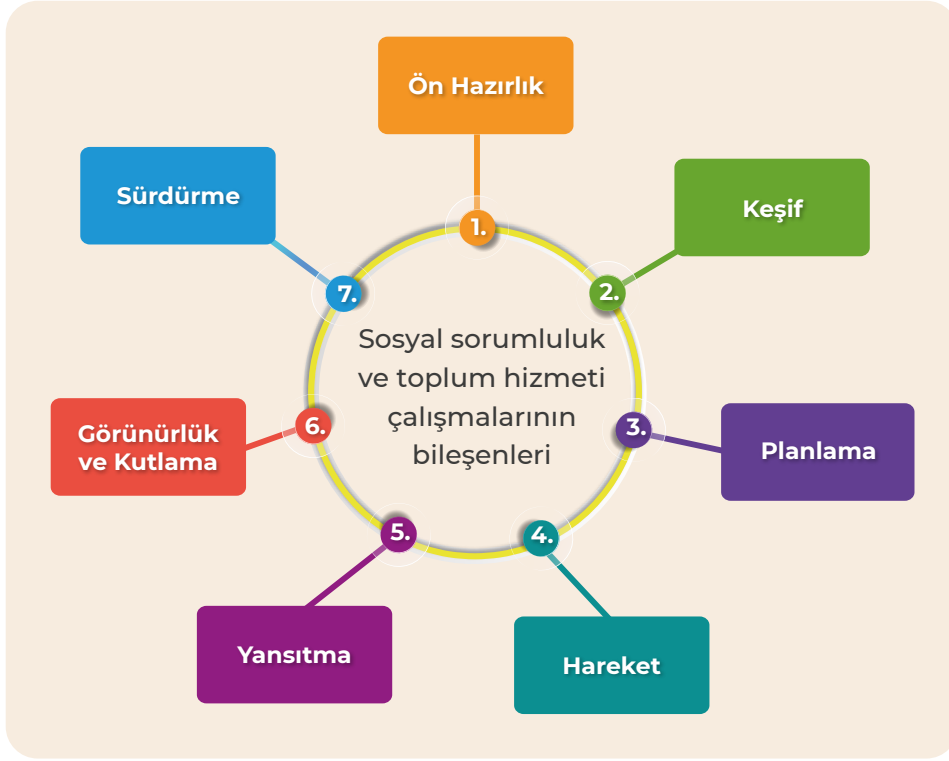 Sosyal sorumluluk
ve toplum hizmeti
çalışmalarının
bileşenleri
1.
Ön Hazırlık
2.
Keşif
3.
Planlama
4.
Hareket
5.
Yansıtma
6.
Görünürlük
ve Kutlama
7.
Sürdürme